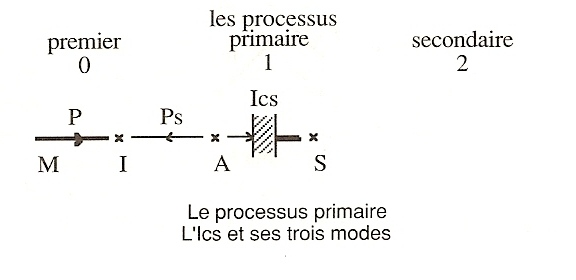 les processus
premier primaire secondaire
0 1 2
Ics
P Ps
M I A S
Le processus primaire
L'Ics et ses trois modes